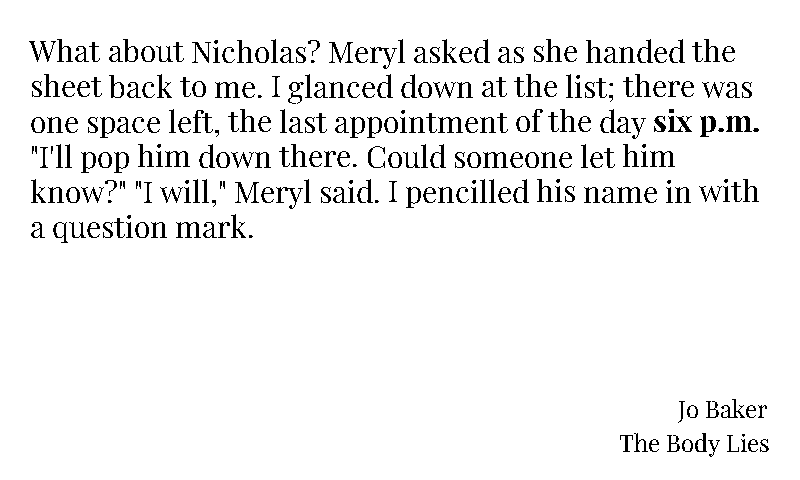 What about Nicholas? Meryl asked as she handed the
sheet back to me. I glanced down at the list; there was
one space left, the last appointment of the day six p.m.
"I'll pop him down there. Could someone let him
know?" "I will," Meryl said. I pencilled his name in with
a question mark.
Jo Baker
The Body Lies